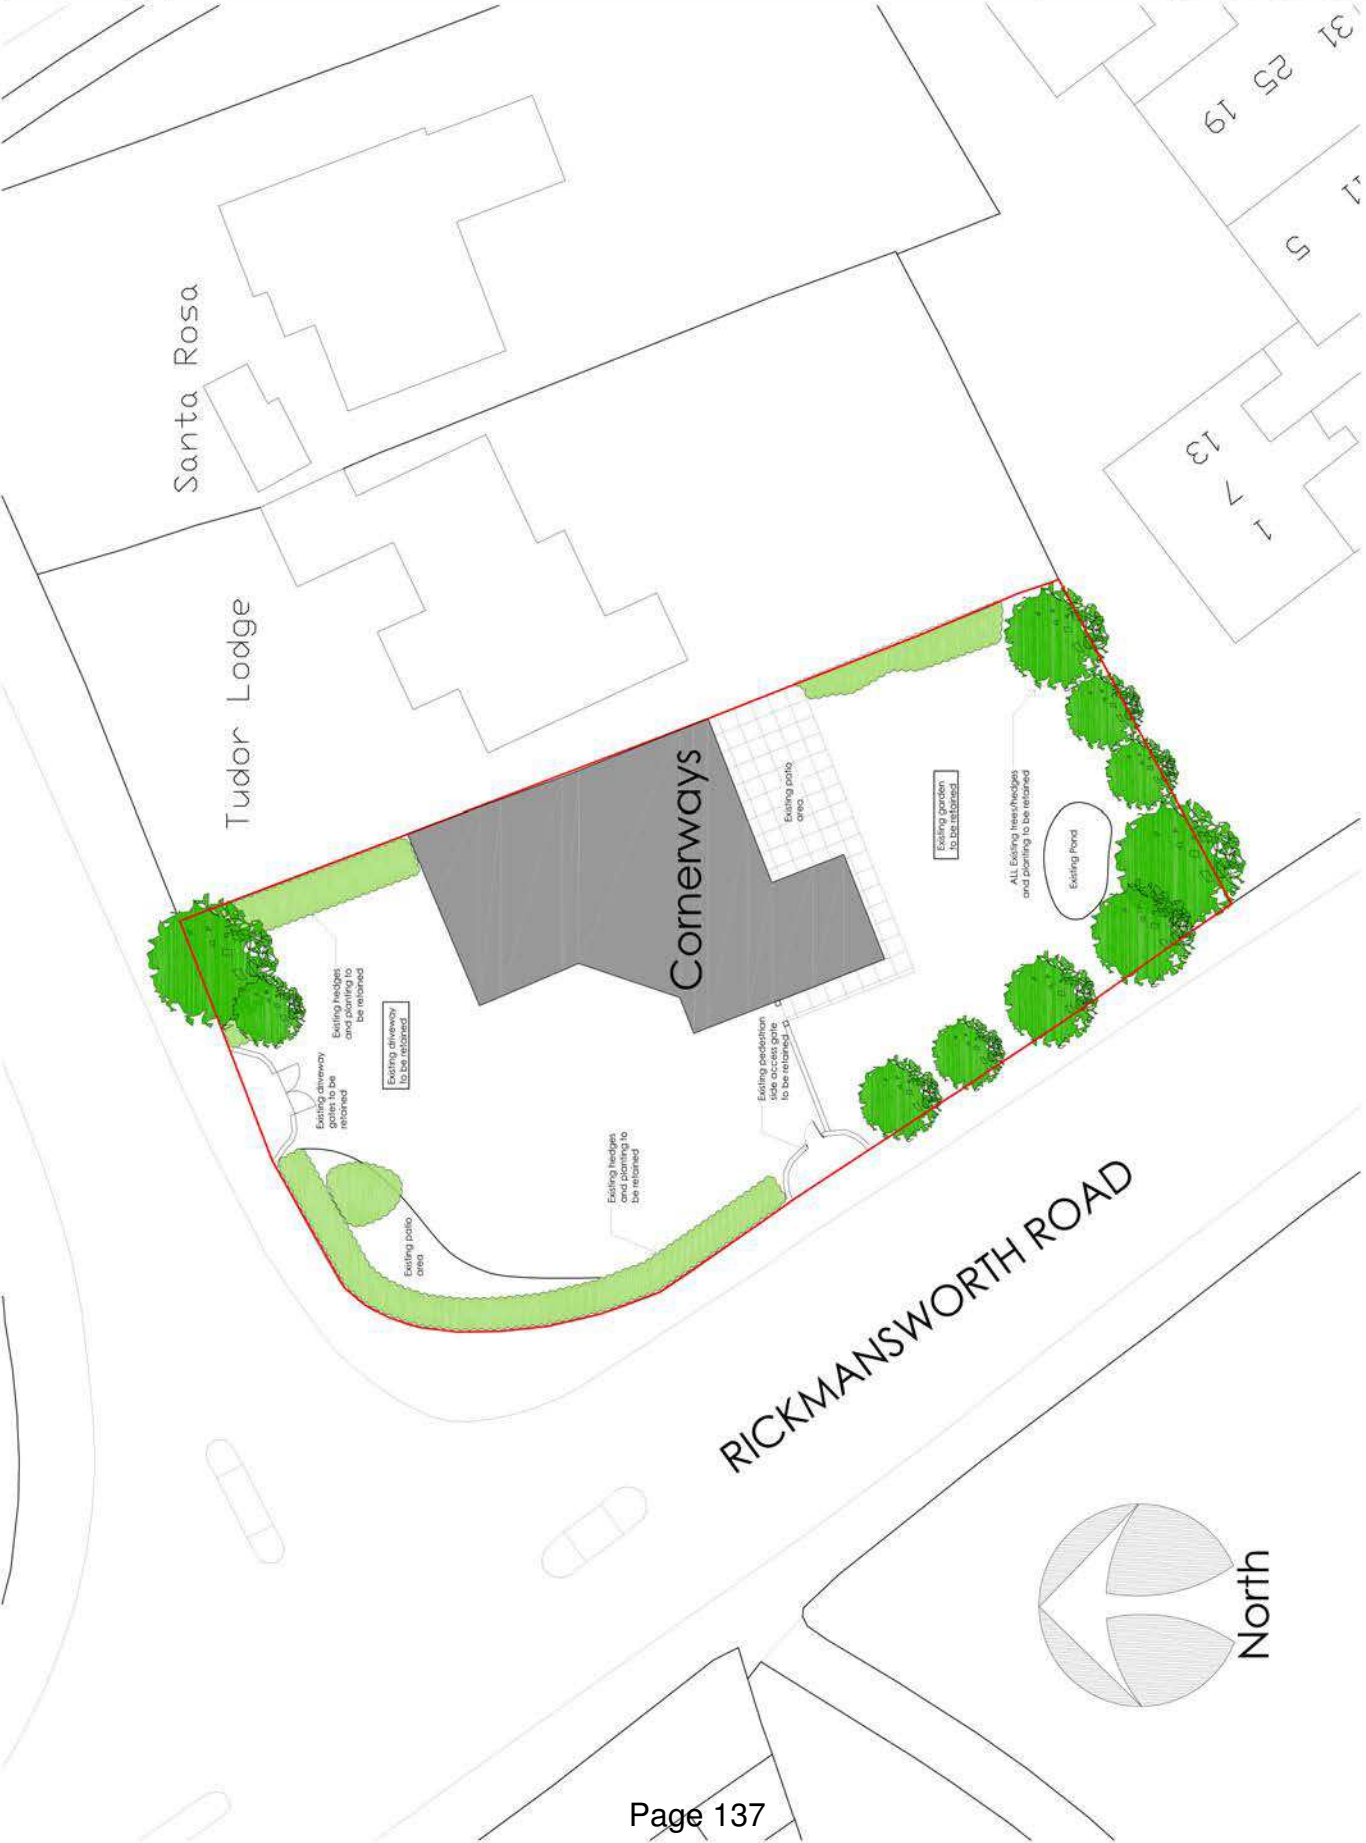 Santa Rosa
Tudor Lodge
Cornerways
31
25
19
11
5
13
7
1
Existing patio
area
Existing garden
to be retained
ALL Existing trees/hedges
and planting to be retained
Existing Pond
Existing hedges
and planting to
be retained
Existing driveway
to be retained
Existing driveway
gates to be
retained
Existing pedestrian
side access gate
to be retained
Existing hedges
and planting to
be retained
Existing patio
area
RICKMANSWORTH ROAD
North
Page 137